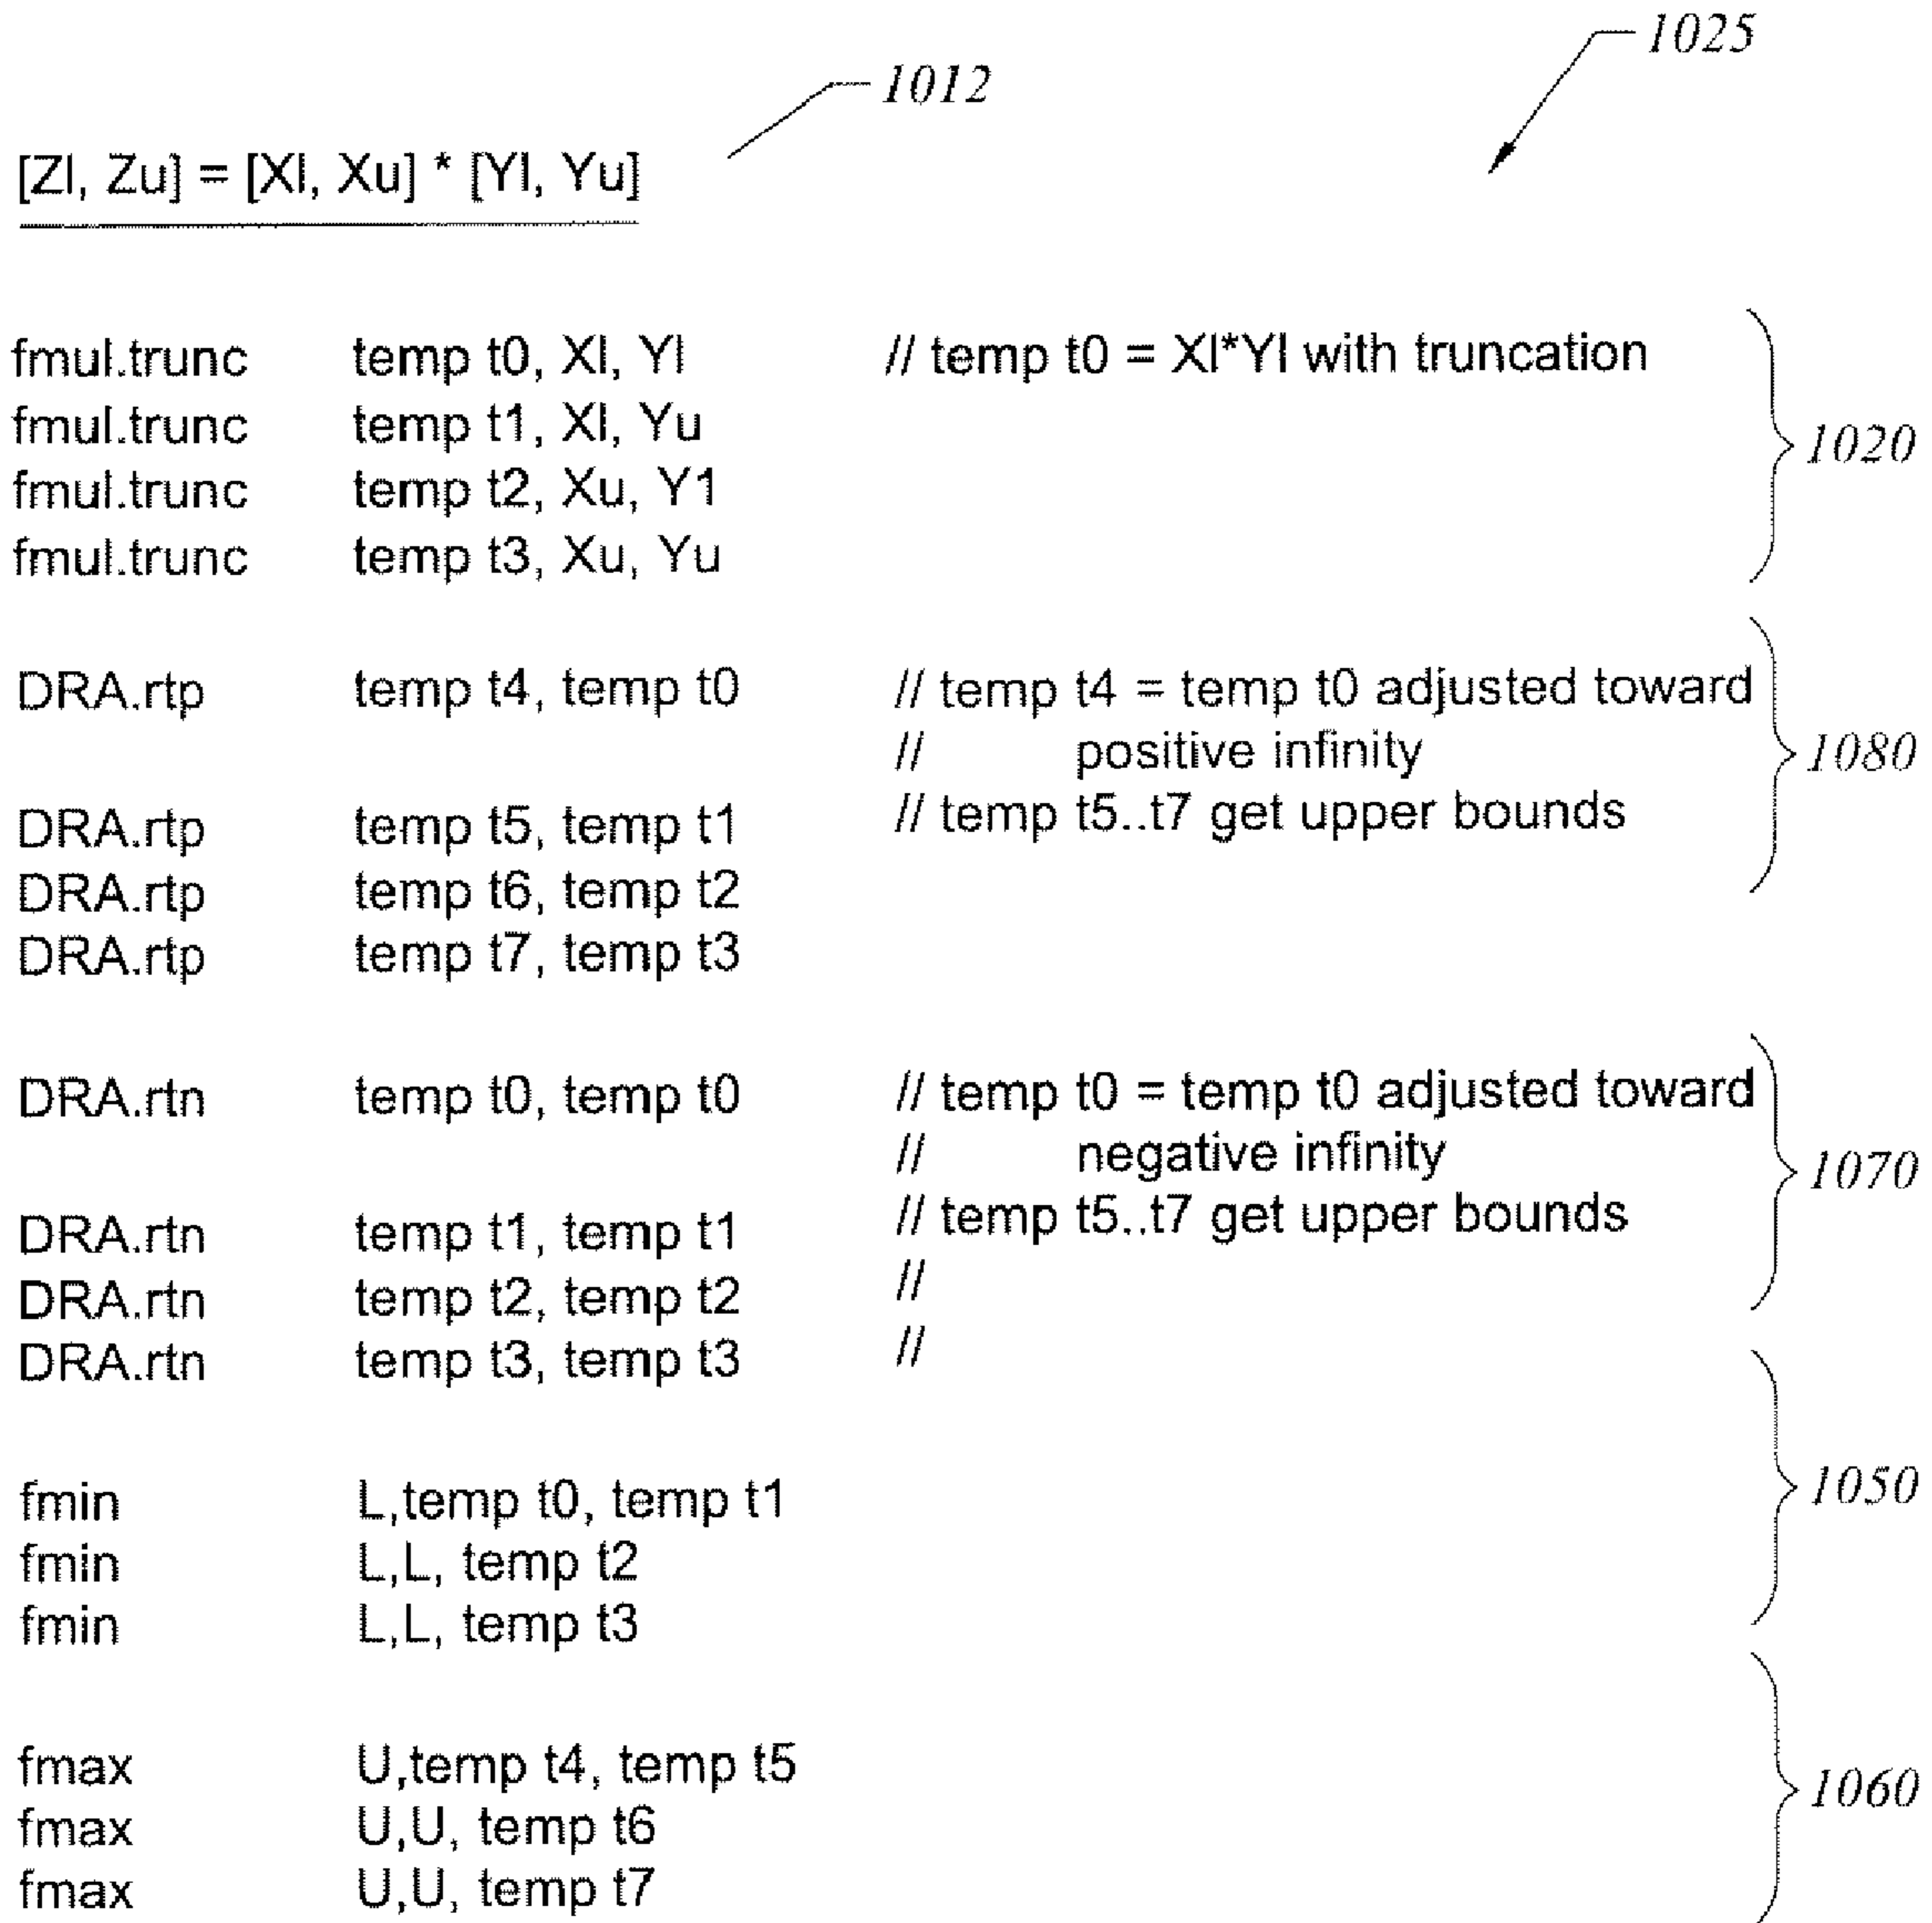 1025
1012
[Zl, Zu] = [Xl, Xu] * [Yl, Yu]
fmul.trunc temp t0, Xl, Yl // temp t0 = Xl*Yl with truncation
fmul.trunc temp t1, Xl, Yu
1020
fmul.trunc temp t2, Xu, Y1
fmul.trunc temp t3, Xu, Yu
DRA.rtp temp t4, temp t0 // temp t4 = temp t0 adjusted toward
// positive infinity
1080
DRA.rtp temp t5, temp t1 // temp t5..t7 get upper bounds
DRA.rtp temp t6, temp t2
DRA.rtp temp t7, temp t3
DRA.rtn temp t0, temp t0 // temp t0 = temp t0 adjusted toward
// negative infinity
1070
DRA.rtn temp t1, temp t1 // temp t5..t7 get upper bounds
DRA.rtn temp t2, temp t2 //
DRA.rtn temp t3, temp t3 //
fmin L,temp t0, temp t1
1050
fmin L,L, temp t2
fmin L,L, temp t3
fmax U,temp t4, temp t5
1060
fmax U,U, temp t6
fmax U,U, temp t7